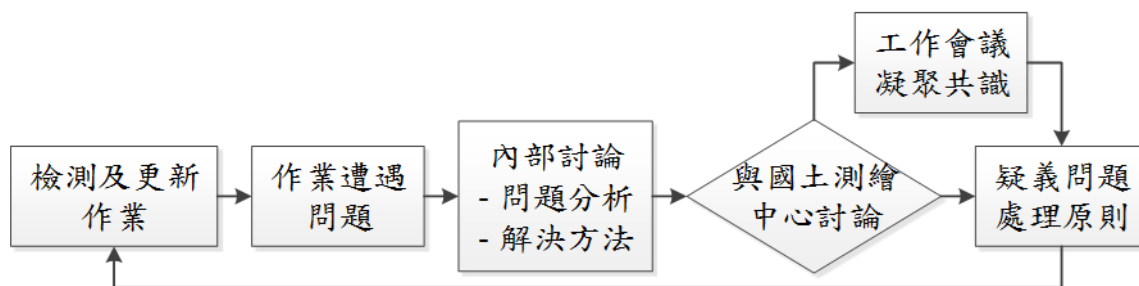 檢測及更新
作業
作業遭遇
問題
內部討論
- 問題分析
- 解決方法
與國土測繪
中心討論
工作會議
凝聚共識
疑義問題
處理原則